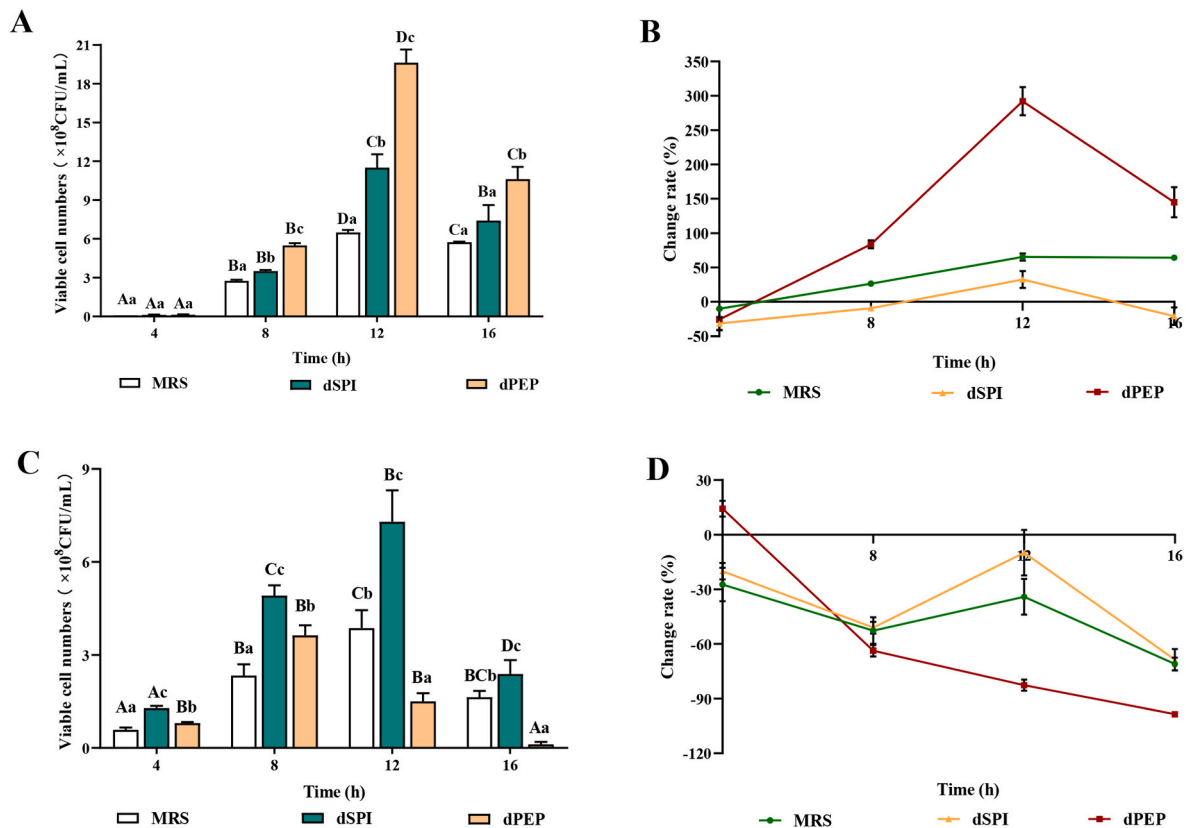 A
Viable cell numbers ( ×10⁸CFU/mL)
21
18
15
12
9
6
3
0
Aa Aa Aa
Ba Bb Bc
Da Cb Dc
Ca Ba Cb
4 8 12 16
Time (h)
MRS dSPI dPEP
B
Change rate (%)
350
300
250
200
150
100
50
0
-50
8 12 16
Time (h)
MRS dSPI dPEP
C
Viable cell numbers ( ×10⁸CFU/mL)
9
6
3
0
Aa Ac Bb
Ba Cc Bb
Cb Bc Ba
BCb Dc Aa
4 8 12 16
Time (h)
MRS dSPI dPEP
D
Change rate (%)
30
0
-30
-60
-90
-120
8 12 16
Time (h)
MRS dSPI dPEP